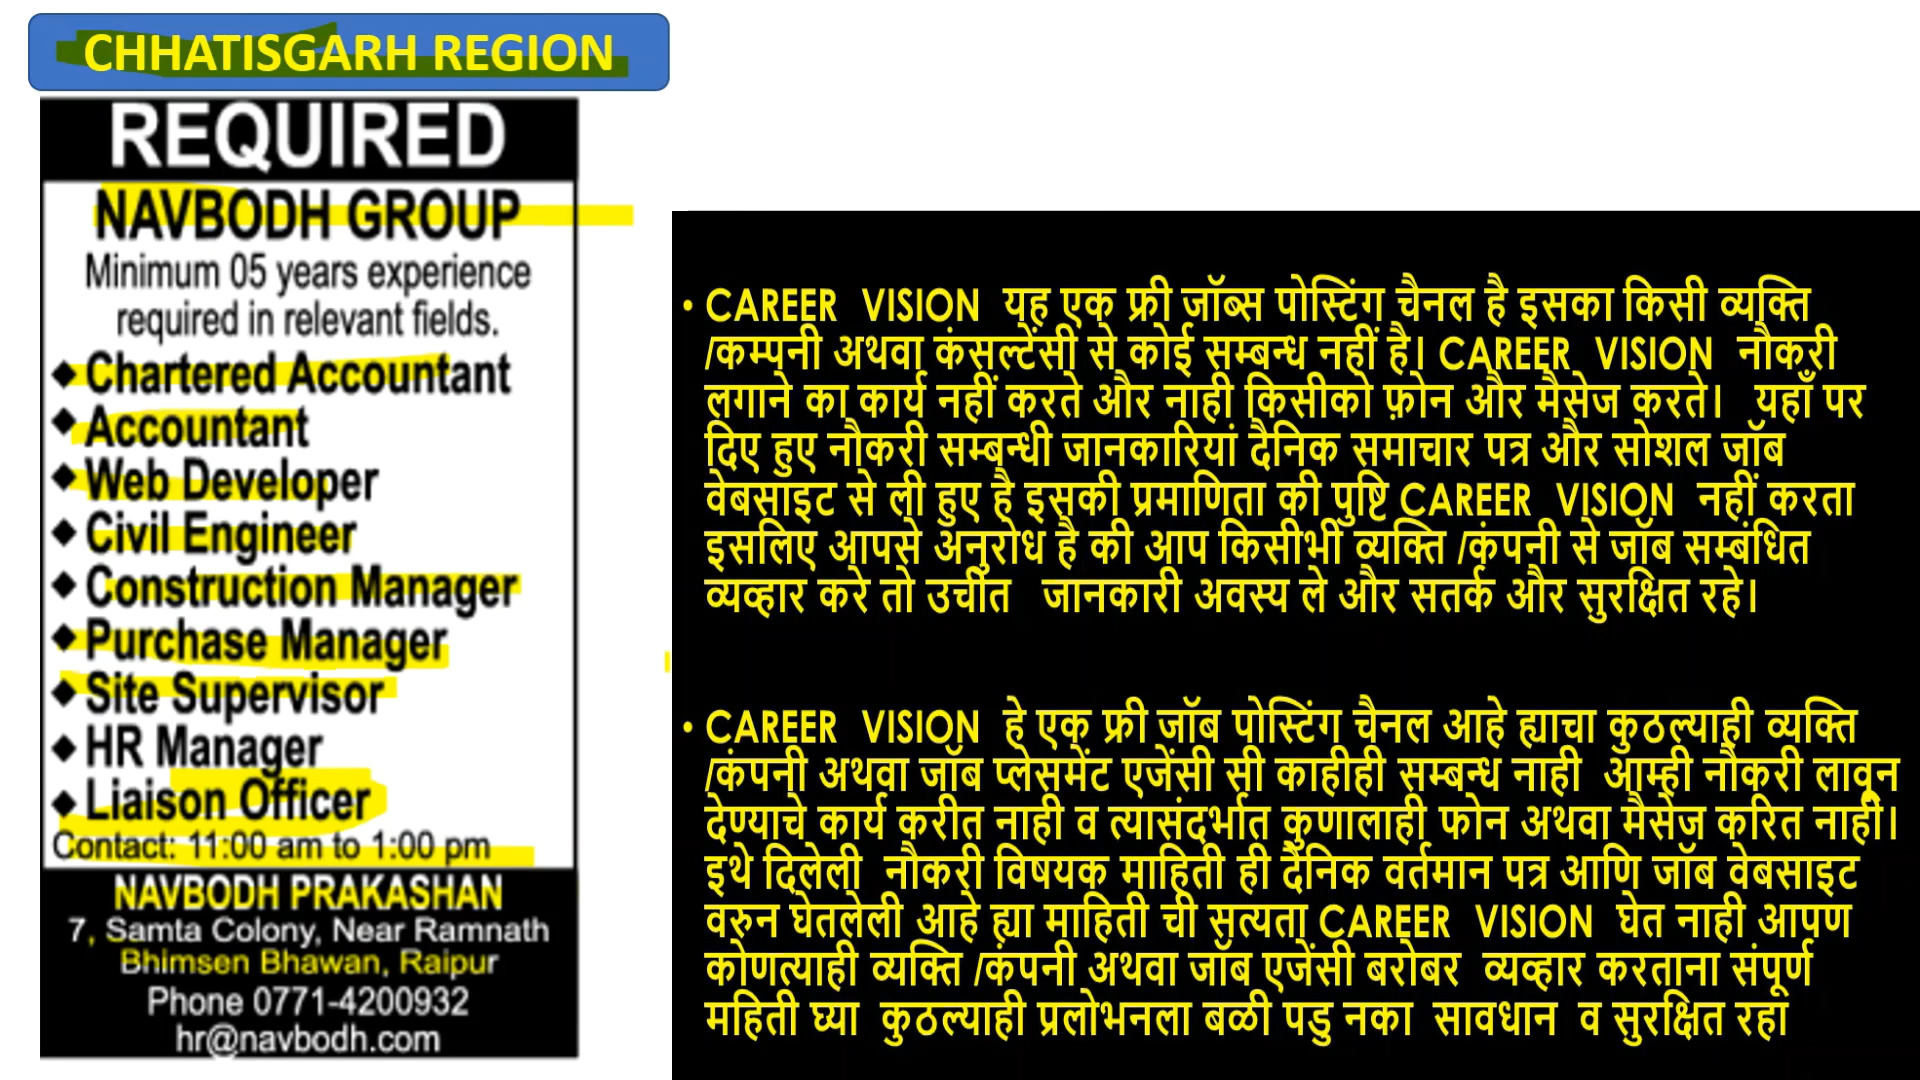 CHHATISGARH REGION
REQUIRED
NAVBODH GROUP
Minimum 05 years experience
required in relevant fields.
◆ Chartered Accountant
◆ Accountant
◆ Web Developer
◆ Civil Engineer
◆ Construction Manager
◆ Purchase Manager
◆ Site Supervisor
◆ HR Manager
◆ Liaison Officer
Contact: 11:00 am to 1:00 pm
NAVBODH PRAKASHAN
7, Samta Colony, Near Ramnath
Bhimsen Bhawan, Raipur
Phone 0771-4200932
hr@navbodh.com
• CAREER VISION यह एक फ्री जॉब्स पोस्टिंग चैनल है इसका किसी व्यक्ति
/कम्पनी अथवा कंसल्टेंसी से कोई सम्बन्ध नहीं है। CAREER VISION नौकरी
लगाने का कार्य नहीं करते और नाही किसीको फ़ोन और मैसेज करते। यहाँ पर
दिए हुए नौकरी सम्बन्धी जानकारियां दैनिक समाचार पत्र और सोशल जॉब
वेबसाइट से ली हुए है इसकी प्रमाणिता की पुष्टि CAREER VISION नहीं करता
इसलिए आपसे अनुरोध है की आप किसीभी व्यक्ति /कंपनी से जॉब सम्बंधित
व्यव्हार करे तो उचीत जानकारी अवस्य ले और सतर्क और सुरक्षित रहे।
• CAREER VISION हे एक फ्री जॉब पोस्टिंग चैनल आहे ह्याचा कुठल्याही व्यक्ति
/कंपनी अथवा जॉब प्लेसमेंट एजेंसी सी काहीही सम्बन्ध नाही आम्ही नौकरी लावून
देण्याचे कार्य करीत नाही व त्यासंदर्भात कुणालाही फोन अथवा मैसेज करित नाही।
इथे दिलेली नौकरी विषयक माहिती ही दैनिक वर्तमान पत्र आणि जॉब वेबसाइट
वरुन घेतलेली आहे ह्या माहिती ची सत्यता CAREER VISION घेत नाही आपण
कोणत्याही व्यक्ति /कंपनी अथवा जॉब एजेंसी बरोबर व्यव्हार करताना संपूर्ण
महिती घ्या कुठल्याही प्रलोभनला बळी पडु नका सावधान व सुरक्षित रहा